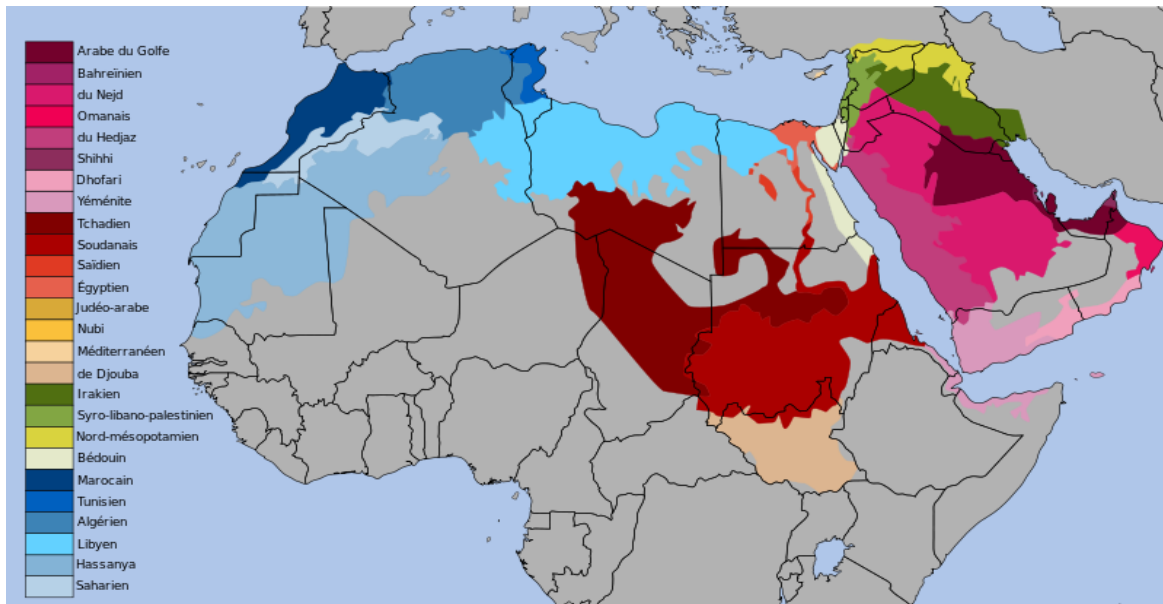 Arabe du Golfe
Bahreïnien
du Nejd
Omanais
du Hedjaz
Shihhi
Dhofari
Yéménite
Tchadien
Soudanais
Saïdien
Égyptien
Judéo-arabe
Nubi
Méditerranéen
de Djouba
Irakien
Syro-libano-palestinien
Nord-mésopotamien
Bédouin
Marocain
Tunisien
Algérien
Libyen
Hassanya
Saharien